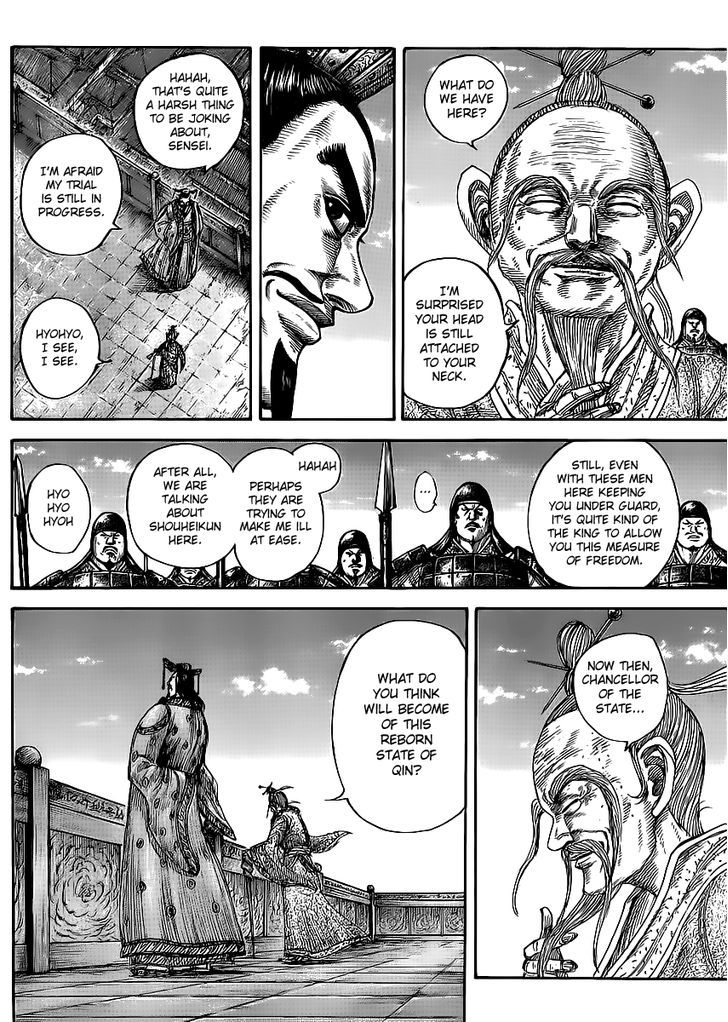 WHAT DO
WE HAVE
HERE?
I'M
SURPRISED
YOUR HEAD
IS STILL
ATTACHED
TO YOUR
NECK.
HAHAH,
THAT'S QUITE
A HARSH THING
TO BE JOKING
ABOUT,
SENSEI.
I'M AFRAID
MY TRIAL
IS STILL IN
PROGRESS.
HYOHYO,
I SEE,
I SEE.
STILL, EVEN
WITH THESE MEN
HERE KEEPING
YOU UNDER GUARD,
IT'S QUITE KIND OF
THE KING TO ALLOW
YOU THIS MEASURE
OF FREEDOM.
...
HAHAH
PERHAPS
THEY ARE
TRYING TO
MAKE ME ILL
AT EASE.
AFTER ALL,
WE ARE
TALKING
ABOUT
SHOUHEIKUN
HERE.
HYO
HYO
HYOH
NOW THEN,
CHANCELLOR
OF THE
STATE...
WHAT DO
YOU THINK
WILL BECOME
OF THIS
REBORN
STATE OF
QIN?